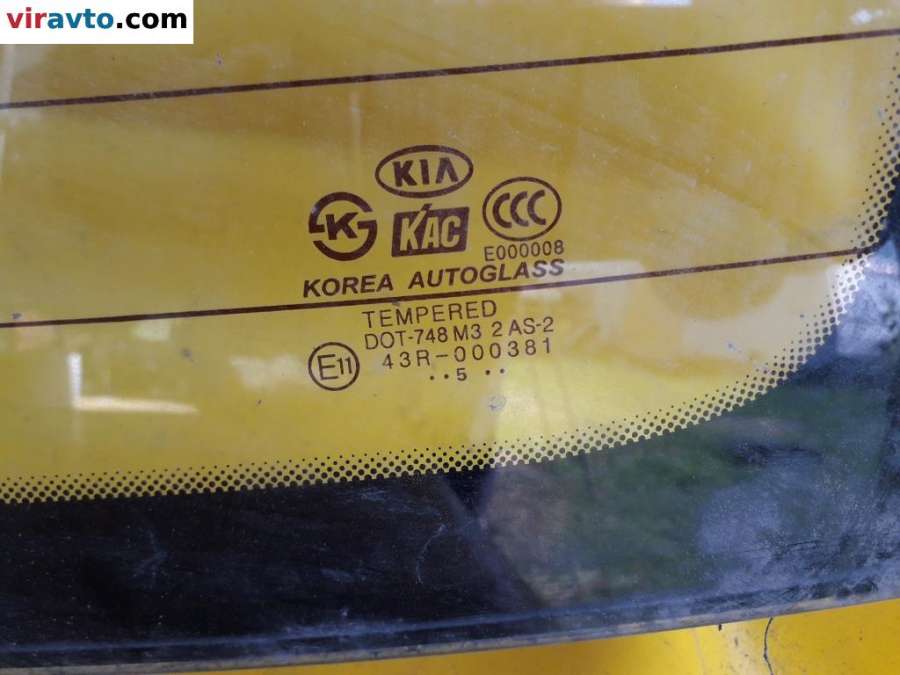 viravto.com
KIA
K
KAC
CCC
E000008
KOREA AUTOGLASS
TEMPERED
DOT-748 M3 2 AS-2
E11
43R-000381
..5 ..